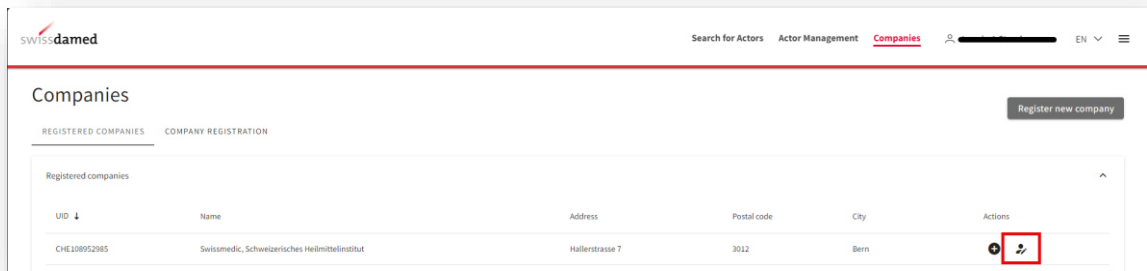 swissdamed
Search for Actors Actor Management Companies EN
Companies
Register new company
REGISTERED COMPANIES COMPANY REGISTRATION
Registered companies
UID Name Address Postal code City Actions
CHE108952985 Swissmedic, Schweizerisches Heilmittelinstitut Hallerstrasse 7 3012 Bern